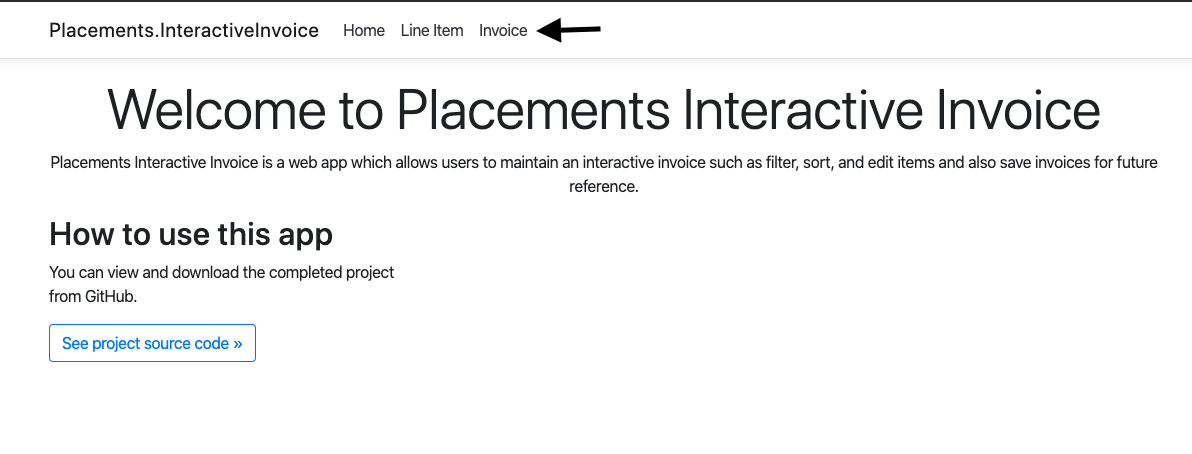 Placements.InteractiveInvoice Home Line Item Invoice
Welcome to Placements Interactive Invoice
Placements Interactive Invoice is a web app which allows users to maintain an interactive invoice such as filter, sort, and edit items and also save invoices for future
reference.
How to use this app
You can view and download the completed project
from GitHub.
See project source code »